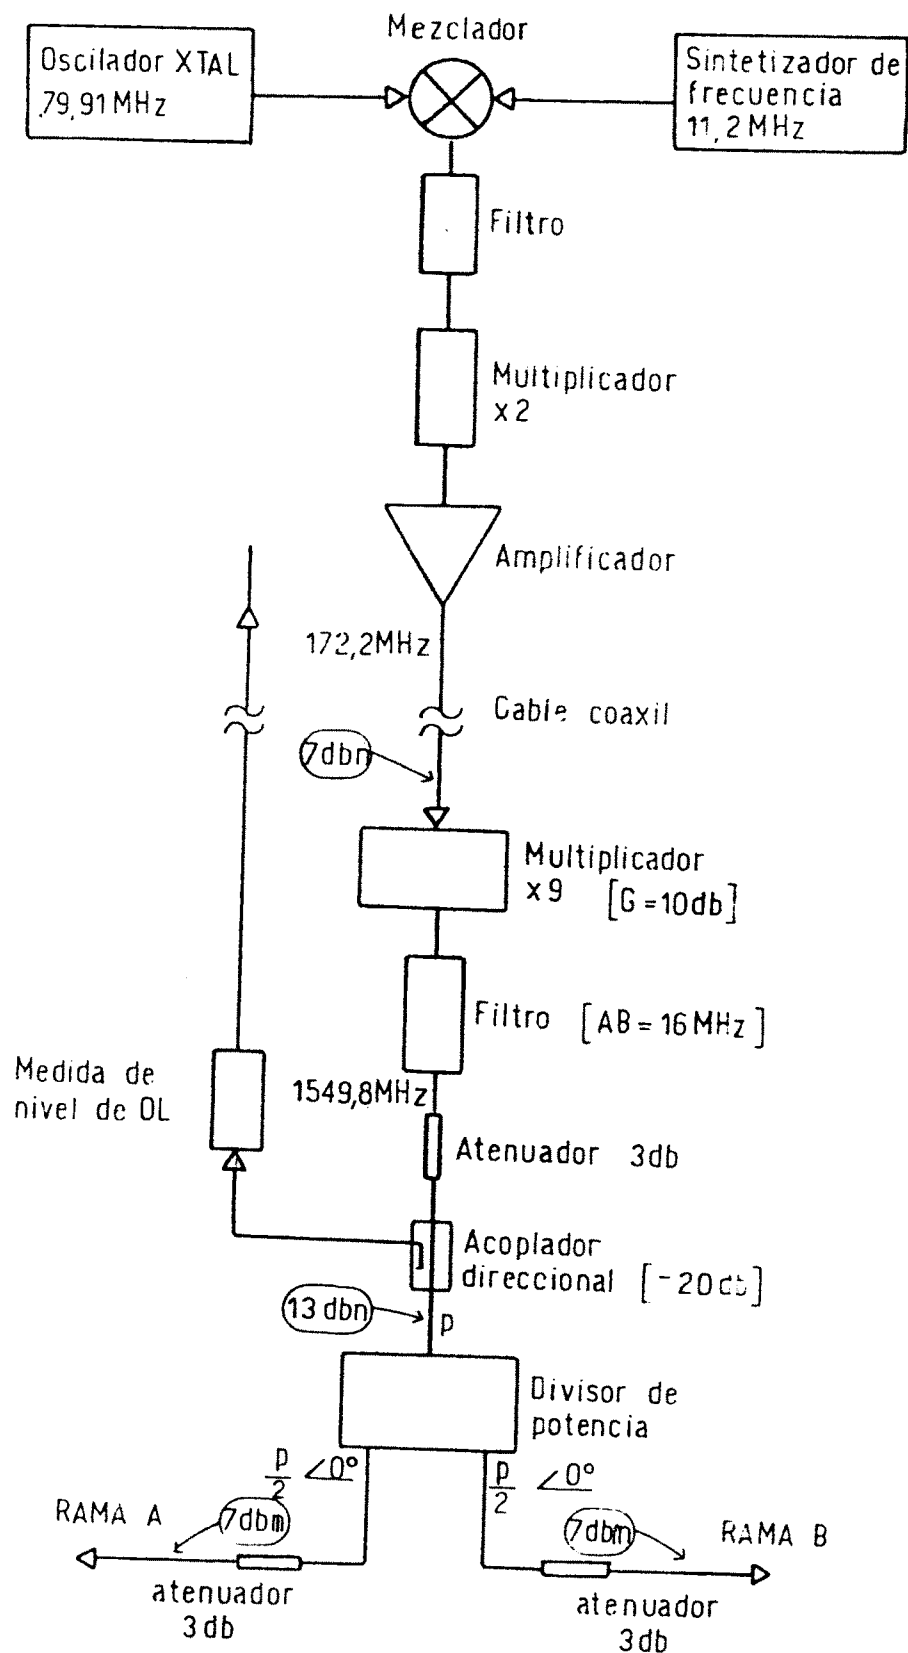 Mezclador
Oscilador XTAL
79,91 MHz
Sintetizador de
frecuencia
11,2 MHz
Filtro
Multiplicador
x2
Amplificador
172,2MHz
Cable coaxil
7dbm
Multiplicador
x9 [G=10db]
Filtro [AB=16 MHz]
1549,8MHz
Medida de
nivel de OL
Atenuador 3db
Acoplador
direccional [-20db]
13 dbm
P
Divisor de
potencia
P/2 ∠0°
P/2 ∠0°
RAMA A
7dbm
7dbm
RAMA B
atenuador
3db
atenuador
3db